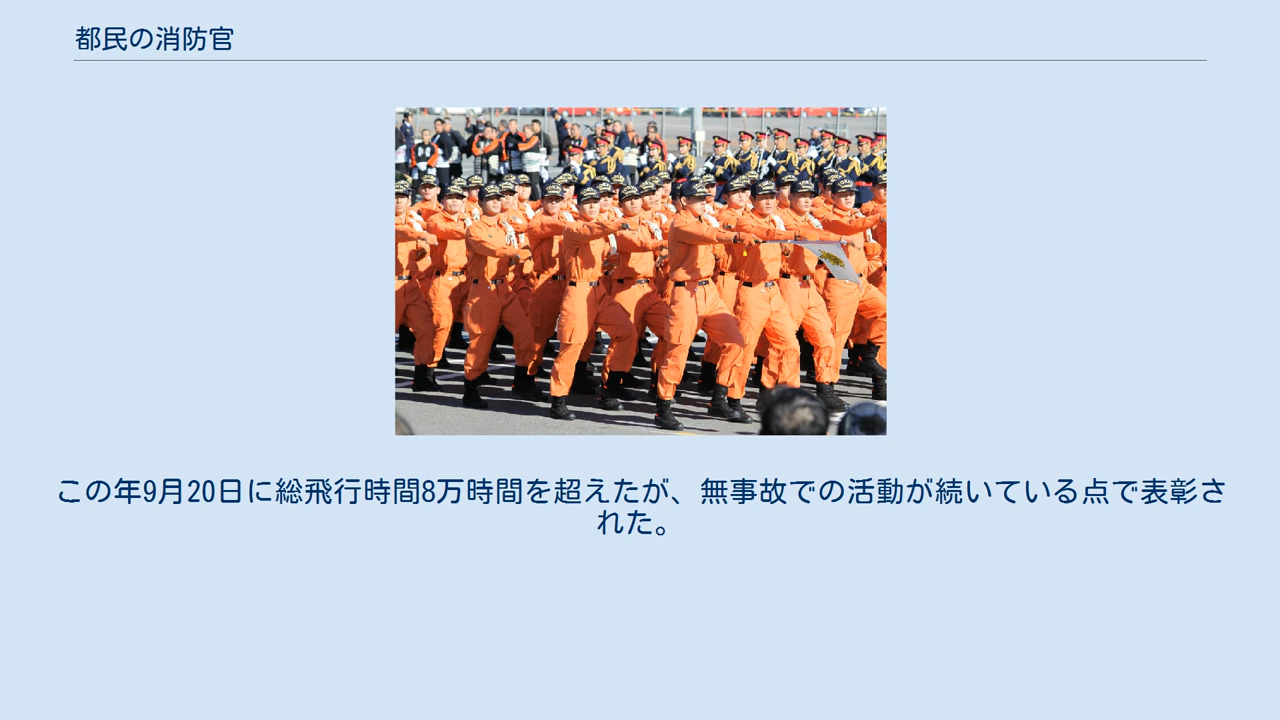 都民の消防官
この年9月20日に総飛行時間8万時間を超えたが、無事故での活動が続いている点で表彰さ
れた。